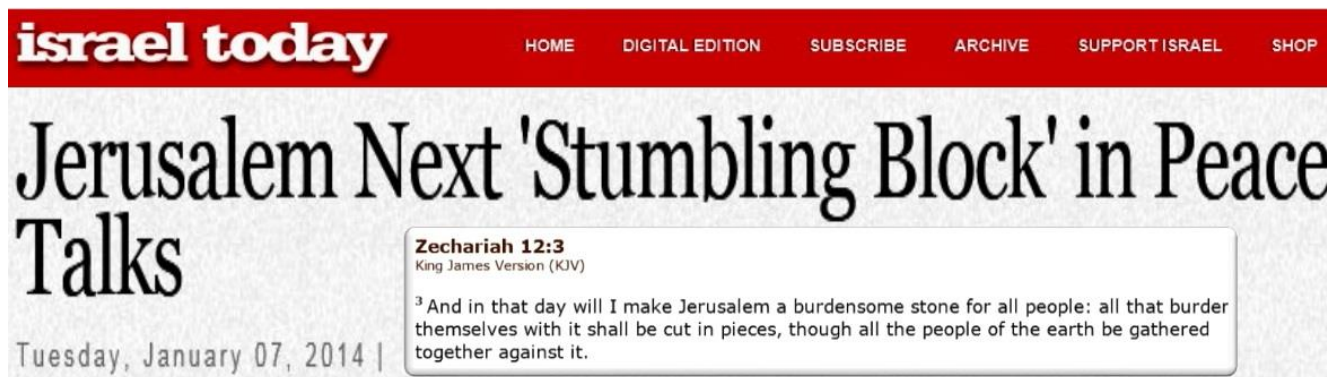 israel today
HOME DIGITAL EDITION SUBSCRIBE ARCHIVE SUPPORT ISRAEL SHOP
Jerusalem Next 'Stumbling Block' in Peace
Talks
Zechariah 12:3
King James Version (KJV)
3 And in that day will I make Jerusalem a burdensome stone for all people: all that burder
themselves with it shall be cut in pieces, though all the people of the earth be gathered
together against it.
Tuesday, January 07, 2014 |